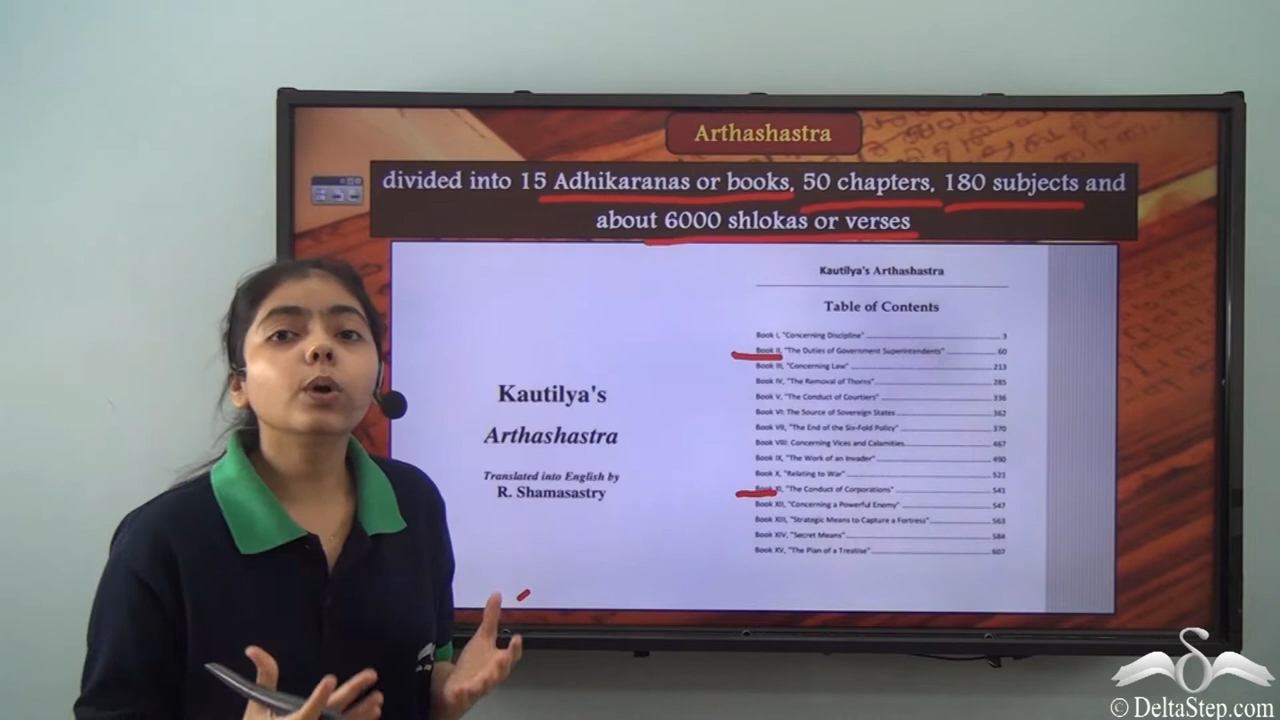 Arthashastra
divided into 15 Adhikaranas or books, 50 chapters, 180 subjects and
about 6000 shlokas or verses
Kautilya's
Arthashastra
Translated into English by
R. Shamasastry
Kautilya's Arthashastra
Table of Contents
Book I, "Concerning Discipline" 3
Book II, "The Duties of Government Superintendents" 60
Book III, "Concerning Law" 213
Book IV, "The Removal of Thorns" 285
Book V, "The Conduct of Courtiers" 336
Book VI: The Source of Sovereign States 362
Book VII, "The End of the Six-Fold Policy" 370
Book VIII: Concerning Vices and Calamities 467
Book IX, "The Work of an Invader" 490
Book X, "Relating to War" 521
Book XI, "The Conduct of Corporations" 541
Book XII, "Concerning a Powerful Enemy" 547
Book XIII, "Strategic Means to Capture a Fortress" 563
Book XIV, "Secret Means" 584
Book XV, "The Plan of a Treatise" 607
© DeltaStep.com